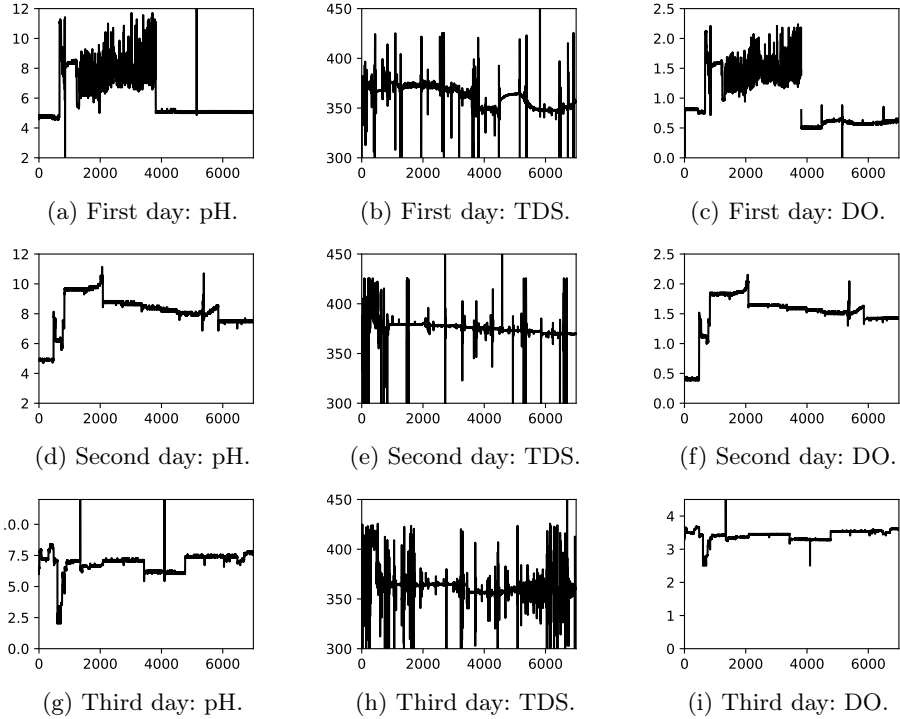 12
10
8
6
4
2
0 2000 4000 6000
(a) First day: pH.
450
400
350
300
0 2000 4000 6000
(b) First day: TDS.
2.5
2.0
1.5
1.0
0.5
0.0
0 2000 4000 6000
(c) First day: DO.
12
10
8
6
4
2
0 2000 4000 6000
(d) Second day: pH.
450
400
350
300
0 2000 4000 6000
(e) Second day: TDS.
2.5
2.0
1.5
1.0
0.5
0.0
0 2000 4000 6000
(f) Second day: DO.
.0.0
7.5
5.0
2.5
0.0
0 2000 4000 6000
(g) Third day: pH.
450
400
350
300
0 2000 4000 6000
(h) Third day: TDS.
4
3
2
1
0
0 2000 4000 6000
(i) Third day: DO.